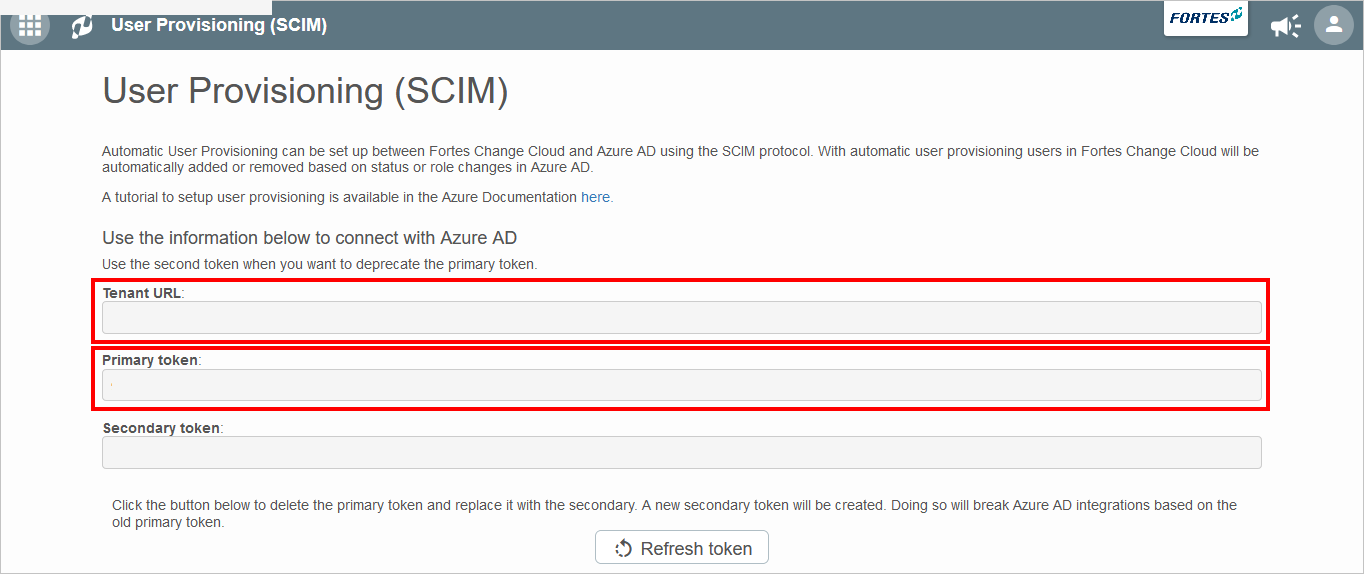 User Provisioning (SCIM)
FORTES
User Provisioning (SCIM)
Automatic User Provisioning can be set up between Fortes Change Cloud and Azure AD using the SCIM protocol. With automatic user provisioning users in Fortes Change Cloud will be
automatically added or removed based on status or role changes in Azure AD.
A tutorial to setup user provisioning is available in the Azure Documentation here.
Use the information below to connect with Azure AD
Use the second token when you want to deprecate the primary token.
Tenant URL:
Primary token:
Secondary token:
Click the button below to delete the primary token and replace it with the secondary. A new secondary token will be created. Doing so will break Azure AD integrations based on the
old primary token.
Refresh token